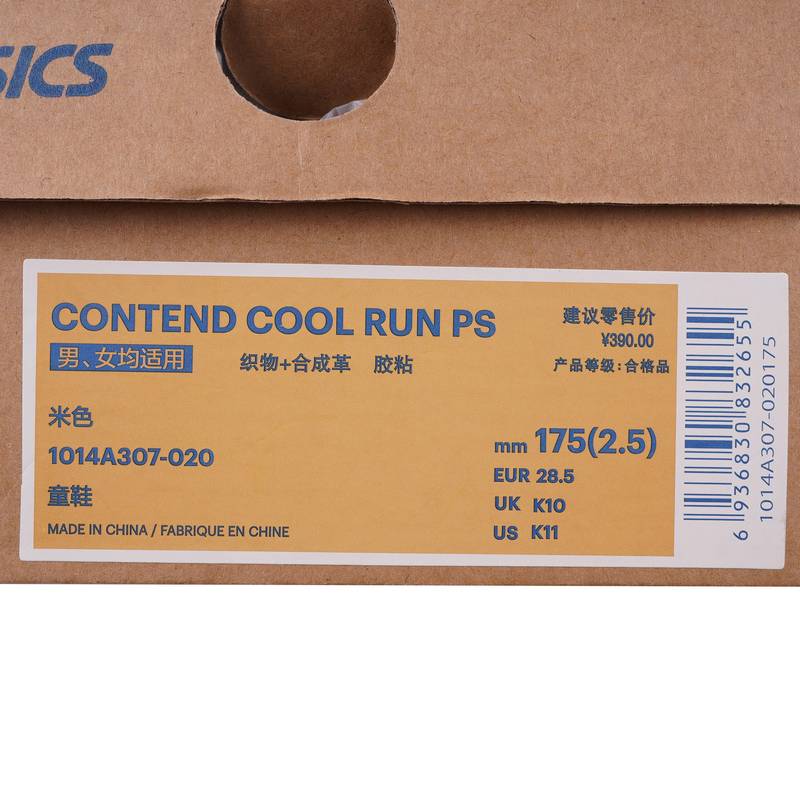 SICS
CONTEND COOL RUN PS
建议零售价
¥390.00
男、女均适用
织物+合成革 胶粘
产品等级:合格品
米色
1014A307-020
童鞋
MADE IN CHINA / FABRIQUE EN CHINE
mm 175(2.5)
EUR 28.5
UK K10
US K11
6 936830 832655
1014A307-020175